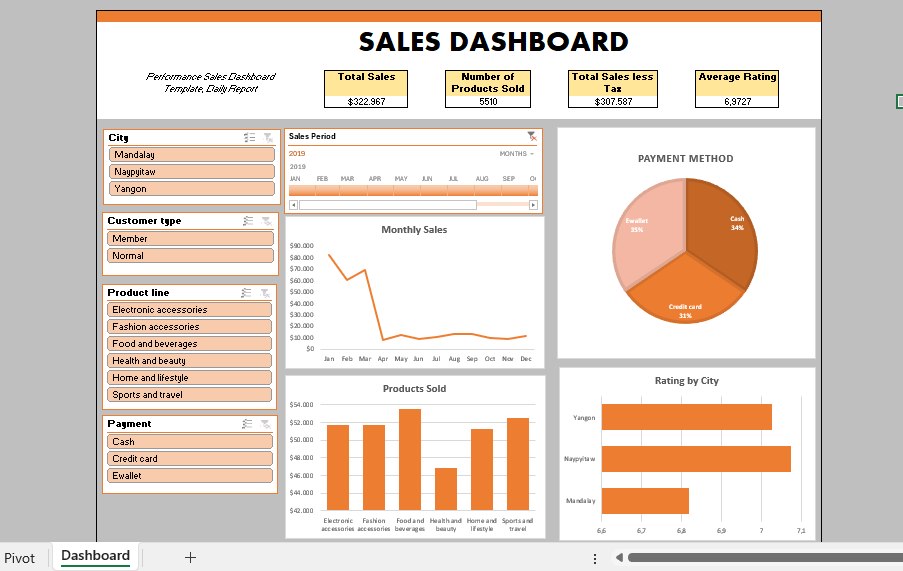 SALES DASHBOARD
Performance Sales Dashboard
Template, Daily Report
Total Sales
$322.967
Number of
Products Sold
5510
Total Sales less
Tax
$307.587
Average Rating
6,9727
City
Mandalay
Naypyitaw
Yangon
Customer type
Member
Normal
Product line
Electronic accessories
Fashion accessories
Food and beverages
Health and beauty
Home and lifestyle
Sports and travel
Payment
Cash
Credit card
Ewallet
Sales Period
2019 MONTHS
2019
JAN FEB MAR APR MAY JUN JUL AUG SEP
Monthly Sales
$90.000
$80.000
$70.000
$60.000
$50.000
$40.000
$30.000
$20.000
$10.000
$0
Jan Feb Mar Apr May Jun Jul Aug Sep Oct Nov Dec
Products Sold
$54.000
$52.000
$50.000
$48.000
$46.000
$44.000
$42.000
Electronic Fashion Food and Health and Home and Sports and
accessories accessories beverages beauty lifestyle travel
PAYMENT METHOD
Ewallet
35%
Cash
34%
Credit card
31%
Rating by City
Yangon
Naypyitaw
Mandalay
6,6 6,7 6,8 6,9 7 7,1
Pivot Dashboard +